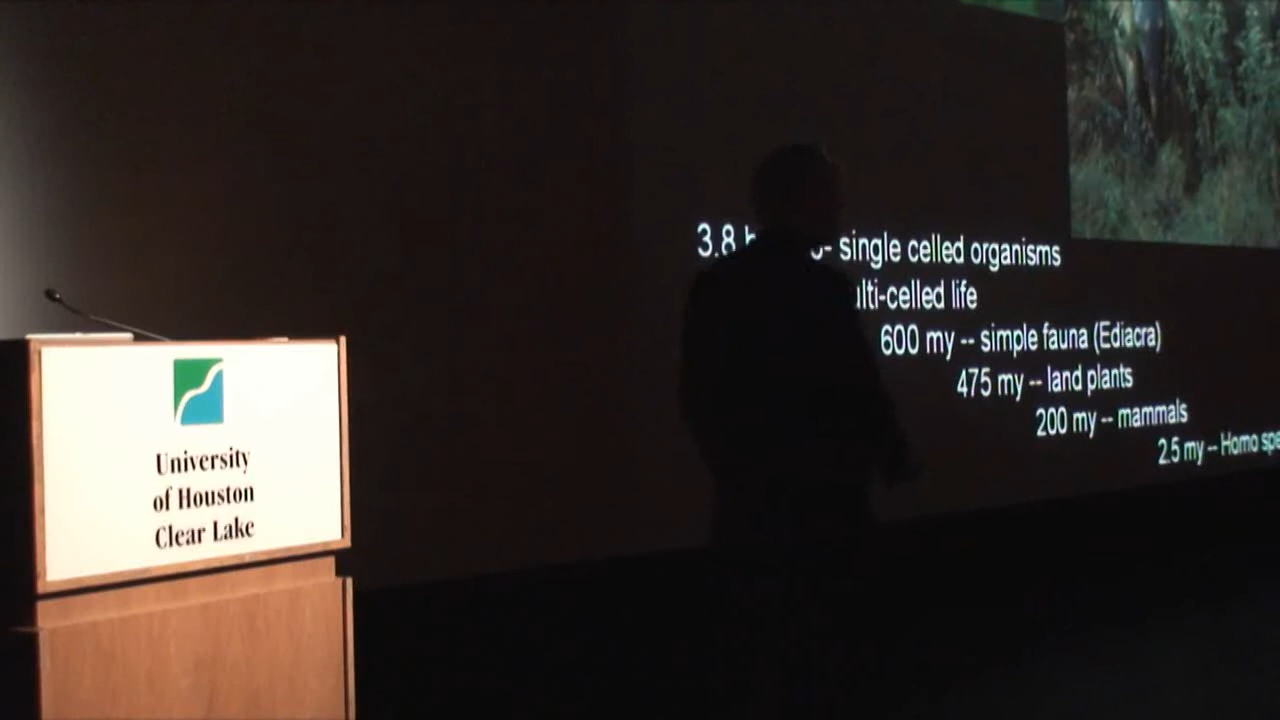 University
of Houston
Clear Lake
3.8 - single celled organisms
-celled life
600 my -- simple fauna (Ediacra)
475 my -- land plants
200 my -- mammals
2.5 my -- Homo